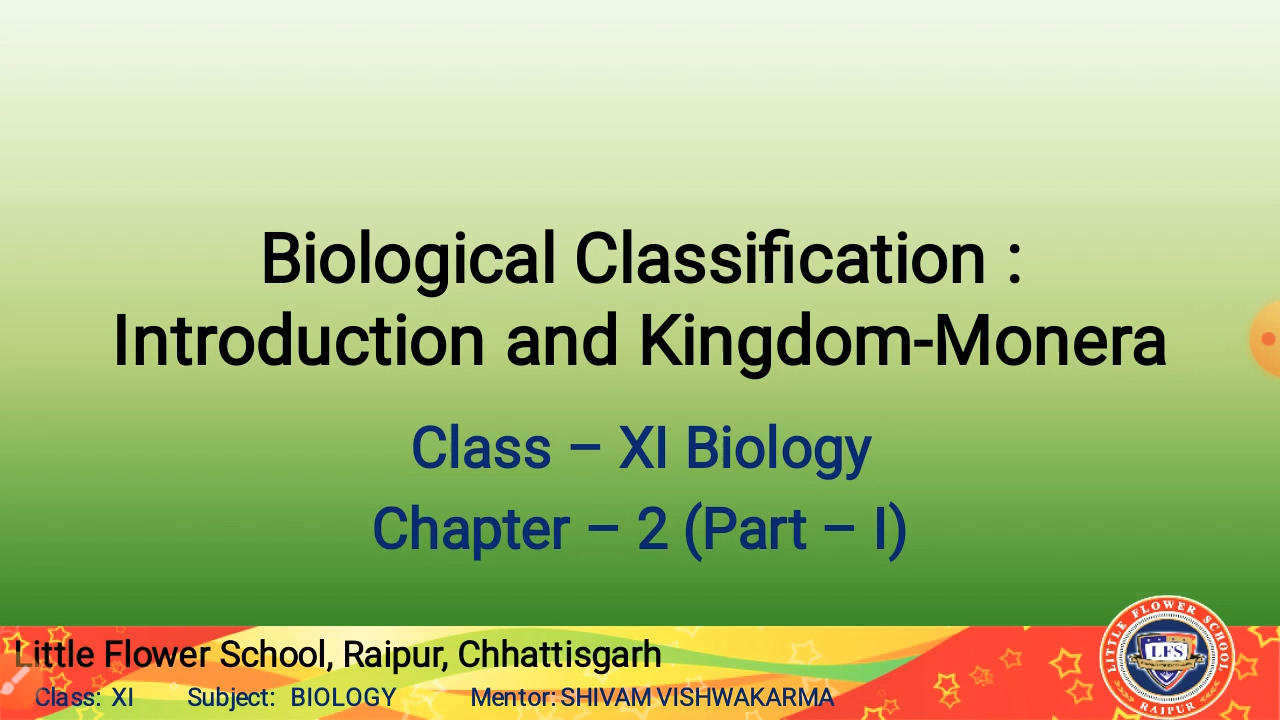 Biological Classification :
Introduction and Kingdom-Monera
Class – XI Biology
Chapter – 2 (Part – I)
Little Flower School, Raipur, Chhattisgarh
Class: XI Subject: BIOLOGY Mentor: SHIVAM VISHWAKARMA
LITTLE FLOWER SCHOOL
LFS
RAIPUR